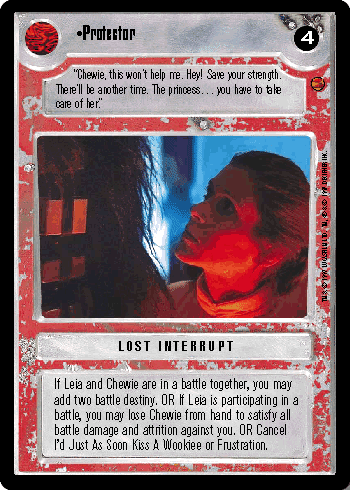 •Protector
4
"Chewie, this won't help me. Hey! Save your strength.
There'll be another time. The princess. . . you have to take
care of her."
LOST INTERRUPT
If Leia and Chewie are in a battle together, you may
add two battle destiny. OR If Leia is participating in a
battle, you may lose Chewie from hand to satisfy all
battle damage and attrition against you. OR Cancel
I'd Just As Soon Kiss A Wookiee or Frustration.